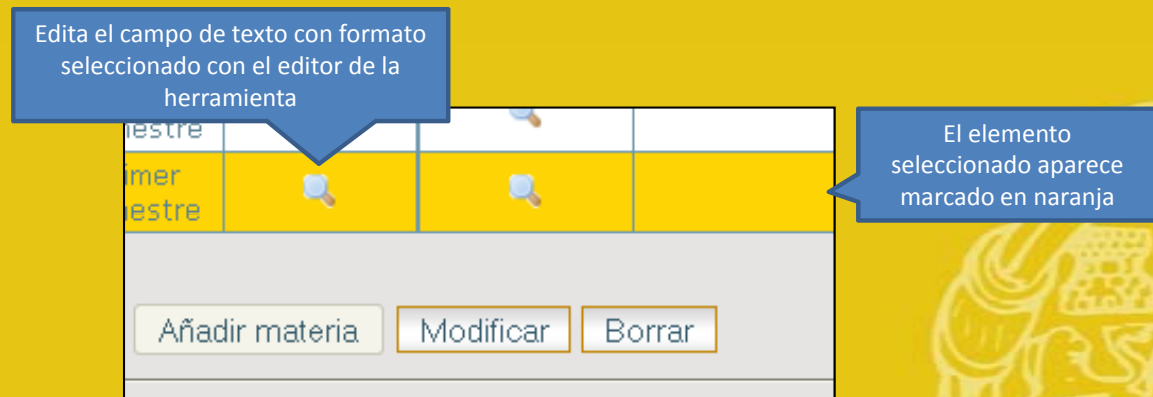 Edita el campo de texto con formato
seleccionado con el editor de la
herramienta
El elemento
seleccionado aparece
marcado en naranja
Añadir materia Modificar Borrar